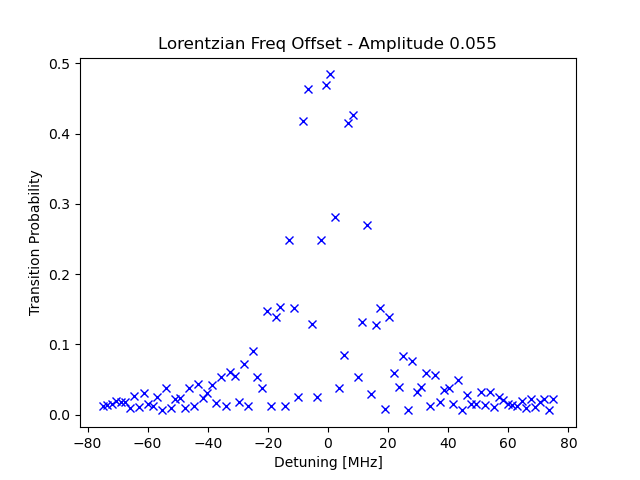 Lorentzian Freq Offset - Amplitude 0.055
Transition Probability
0.5
0.4
0.3
0.2
0.1
0.0
−80 −60 −40 −20 0 20 40 60 80
Detuning [MHz]